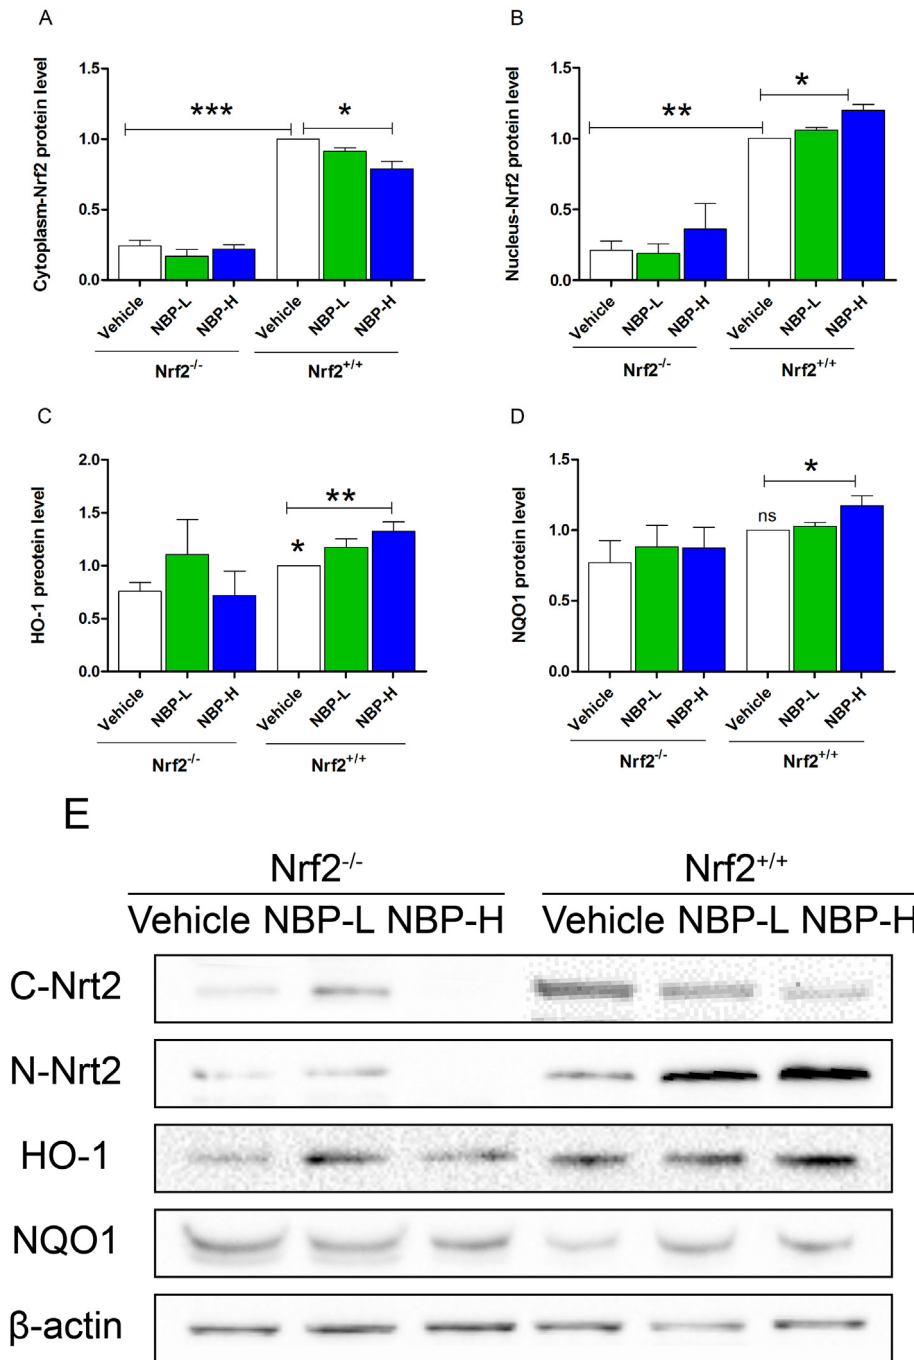 A
Cytoplasm-Nrf2 protein level
1.5
1.0
0.5
0.0
***
*
Vehicle
NBP-L
NBP-H
Vehicle
NBP-L
NBP-H
Nrf2-/-
Nrf2+/+
B
Nucleus-Nrf2 protein level
1.5
1.0
0.5
0.0
**
*
Vehicle
NBP-L
NBP-H
Vehicle
NBP-L
NBP-H
Nrf2-/-
Nrf2+/+
C
HO-1 preotein level
2.0
1.5
1.0
0.5
0.0
*
**
Vehicle
NBP-L
NBP-H
Vehicle
NBP-L
NBP-H
Nrf2-/-
Nrf2+/+
D
NQO1 protein level
1.5
1.0
0.5
0.0
ns
*
Vehicle
NBP-L
NBP-H
Vehicle
NBP-L
NBP-H
Nrf2-/-
Nrf2+/+
E
Nrf2-/- Nrf2+/+
Vehicle NBP-L NBP-H Vehicle NBP-L NBP-H
C-Nrt2
N-Nrt2
HO-1
NQO1
β-actin